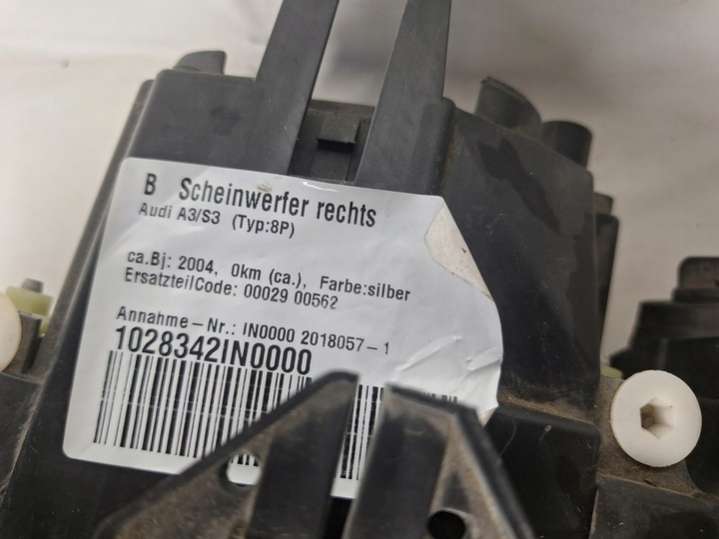 B Scheinwerfer rechts
Audi A3/S3 (Typ:8P)
ca.Bj: 2004, 0km (ca.), Farbe:silber
ErsatzteilCode: 00029 00562
Annahme-Nr.: IN0000 2018057-1
1028342IN0000